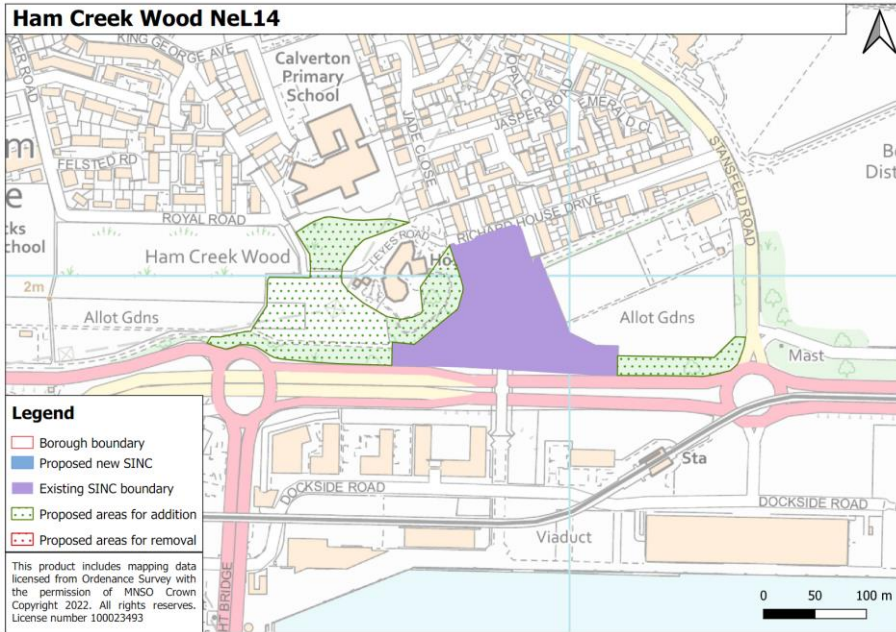 Ham Creek Wood NeL14
KING GEORGE AVE
Calverton
Primary
School
OPAL CL
JASPER ROAD
EMERALD CL
JADE CLOSE
STANSFELD ROAD
FELSTED RD
ROYAL ROAD
LEYES ROAD
RICHARD HOUSE DRIVE
Ham Creek Wood
2m
Allot Gdns
Allot Gdns
Mast
Legend
Borough boundary
Proposed new SINC
Existing SINC boundary
Proposed areas for addition
Proposed areas for removal
This product includes mapping data
licensed from Ordnance Survey with
the permission of MNSO Crown
Copyright 2022. All rights reserves.
License number 100023493
Sta
DOCKSIDE ROAD
DOCKSIDE ROAD
Viaduct
0 50 100 m